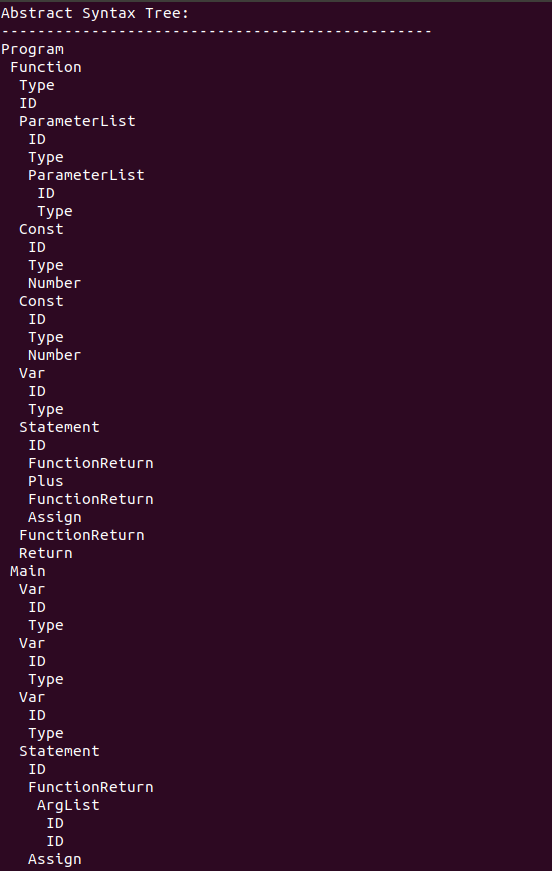 Abstract Syntax Tree:
------------------------------------------------
Program
 Function
  Type
  ID
  ParameterList
   ID
   Type
   ParameterList
    ID
    Type
  Const
   ID
   Type
   Number
  Const
   ID
   Type
   Number
  Var
   ID
   Type
  Statement
   ID
   FunctionReturn
   Plus
   FunctionReturn
   Assign
  FunctionReturn
  Return
 Main
  Var
   ID
   Type
  Var
   ID
   Type
  Var
   ID
   Type
  Statement
   ID
   FunctionReturn
    ArgList
     ID
     ID
   Assign